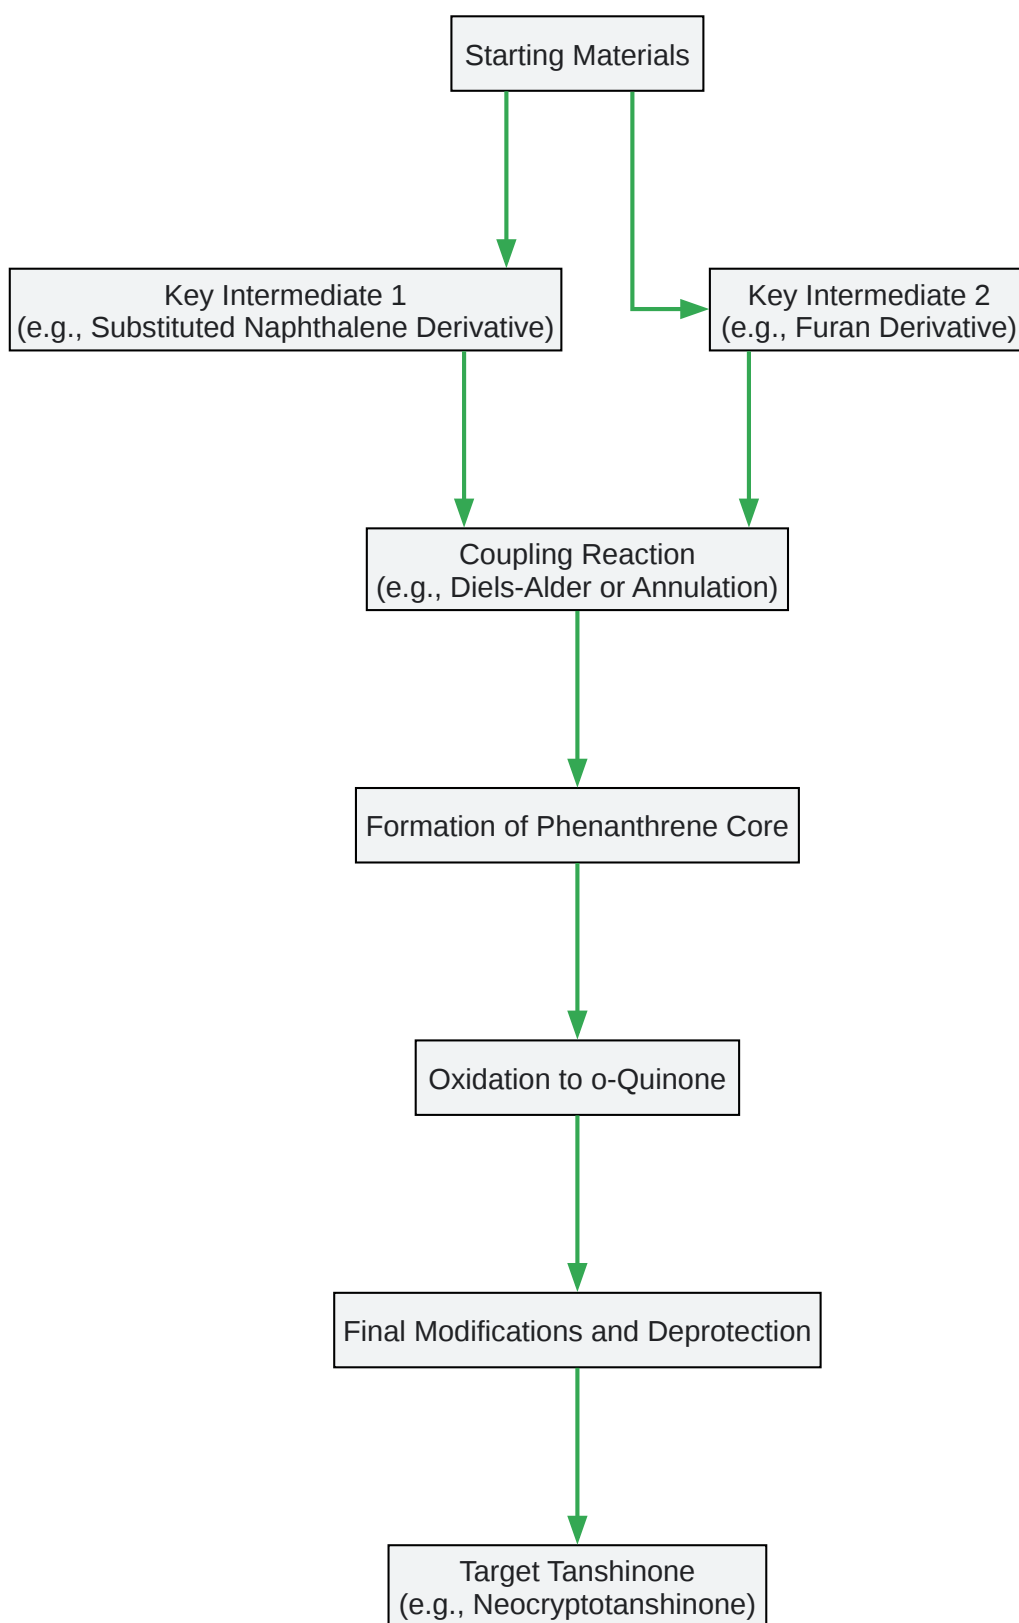 Starting Materials
Key Intermediate 1
(e.g., Substituted Naphthalene Derivative)
Key Intermediate 2
(e.g., Furan Derivative)
Coupling Reaction
(e.g., Diels-Alder or Annulation)
Formation of Phenanthrene Core
Oxidation to o-Quinone
Final Modifications and Deprotection
Target Tanshinone
(e.g., Neocryptotanshinone)